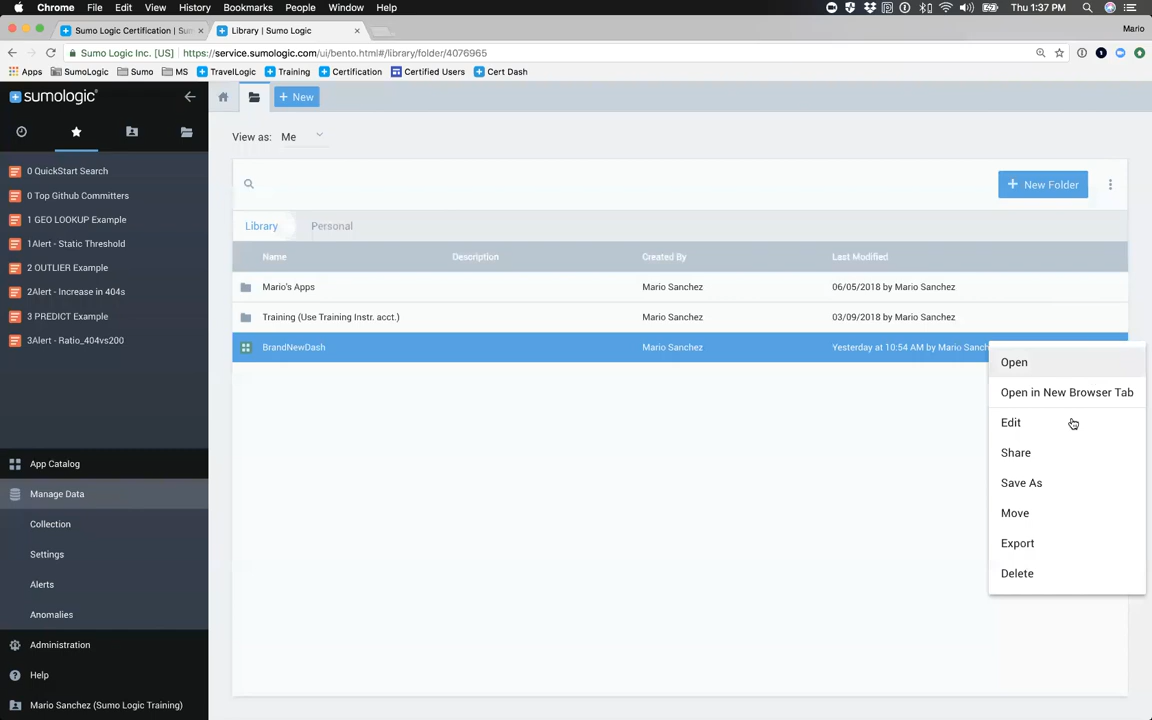 Chrome File Edit View History Bookmarks People Window Help Thu 1:37 PM
Sumo Logic Certification | Sum
Library | Sumo Logic
Mario
Sumo Logic Inc. [US] https://service.sumologic.com/ui/bento.html#/library/folder/4076965
Apps SumoLogic Sumo MS TravelLogic Training Certification Certified Users Cert Dash
sumologic
+ New
View as: Me
0 QuickStart Search
0 Top Github Committers
1 GEO LOOKUP Example
1Alert - Static Threshold
2 OUTLIER Example
2Alert - Increase in 404s
3 PREDICT Example
3Alert - Ratio_404vs200
App Catalog
Manage Data
Collection
Settings
Alerts
Anomalies
Administration
Help
Mario Sanchez (Sumo Logic Training)
+ New Folder
Library Personal
Name Description Created By Last Modified
Mario's Apps Mario Sanchez 06/05/2018 by Mario Sanchez
Training (Use Training Instr. acct.) Mario Sanchez 03/09/2018 by Mario Sanchez
BrandNewDash Mario Sanchez Yesterday at 10:54 AM by Mario Sanch
Open
Open in New Browser Tab
Edit
Share
Save As
Move
Export
Delete